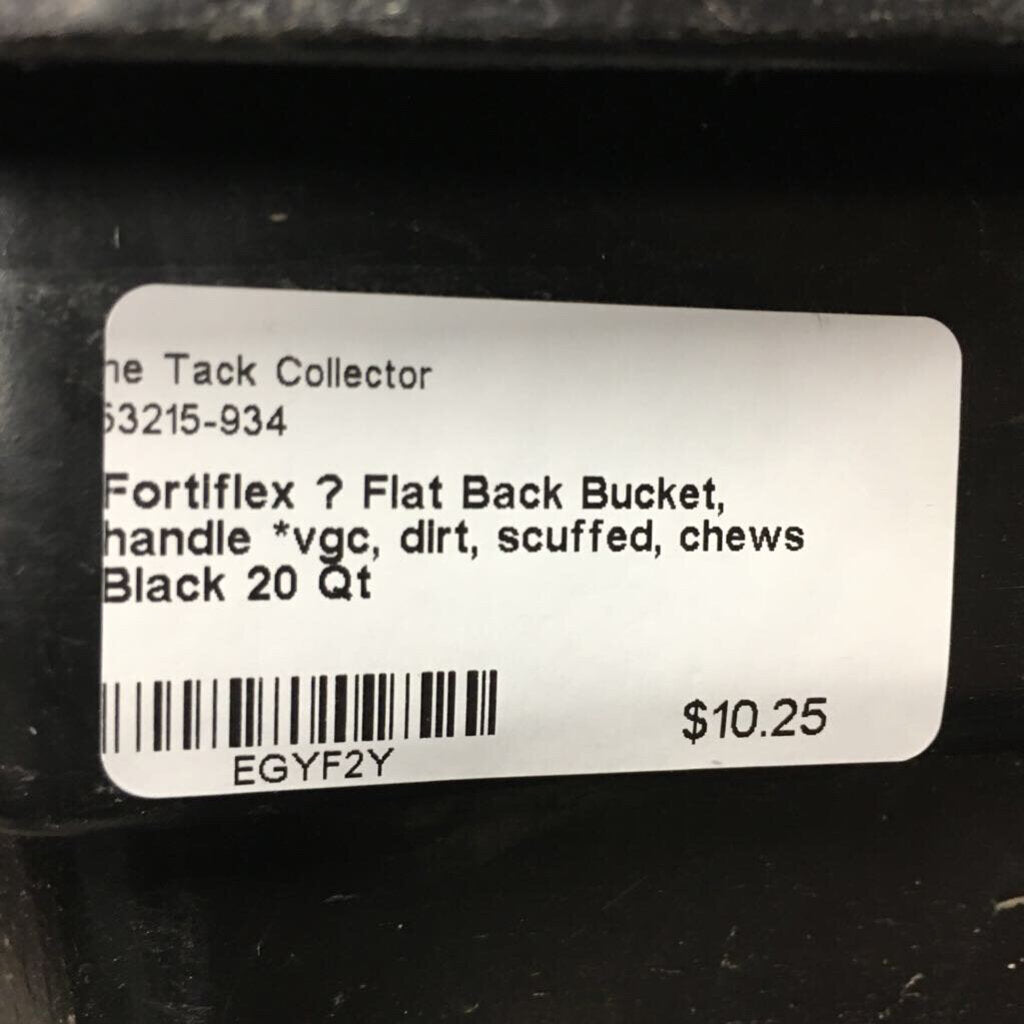 he Tack Collector
53215-934
Fortiflex ? Flat Back Bucket,
handle *vgc, dirt, scuffed, chews
Black 20 Qt
EGYF2Y
$10.25